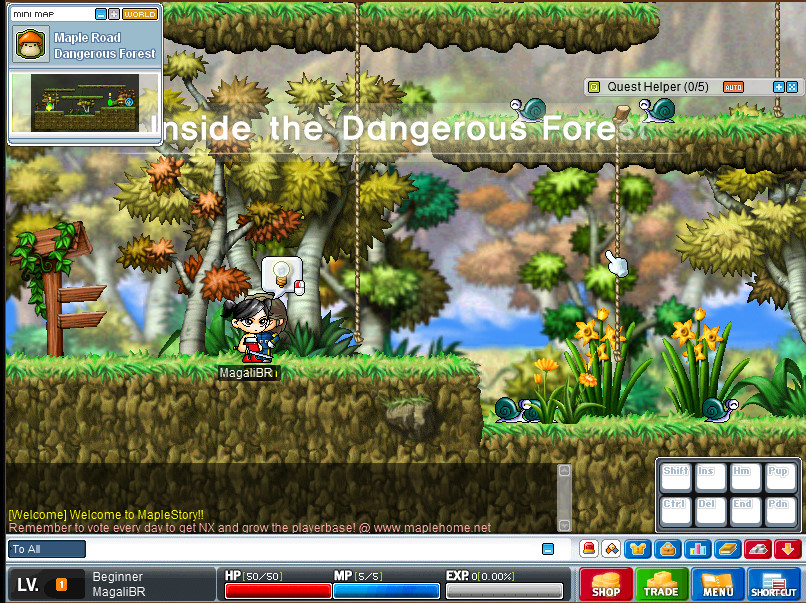 MINI MAP
WORLD
Maple Road
Dangerous Forest
Quest Helper (0/5)
AUTO
Inside the Dangerous Forest
MagaliBR
Shift Ins Hm Pup
Ctrl Del End Pdn
[Welcome] Welcome to MapleStory!!
Remember to vote every day to get NX and grow the playerbase! @ www.maplehome.net
To All
LV. 1
Beginner
MagaliBR
HP[50/50]
MP[5/5]
EXP.0[0.00%]
SHOP
TRADE
MENU
SHORTCUT